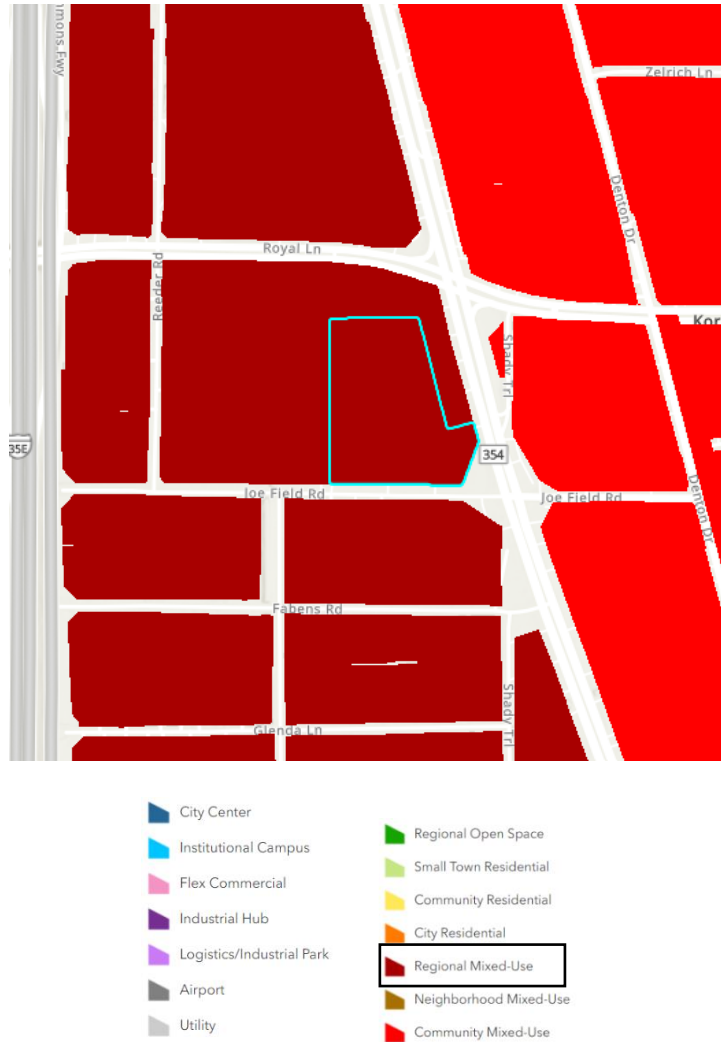 mmons Fwy
Zelrich Ln
Denton Dr
Royal Ln
Reeder Rd
Kor
Shady Trl
35E
354
Joe Field Rd
Joe Field Rd
Denton Dr
Fabens Rd
Shady Trl
Glenda Ln
City Center
Institutional Campus
Flex Commercial
Industrial Hub
Logistics/Industrial Park
Airport
Utility
Regional Open Space
Small Town Residential
Community Residential
City Residential
Regional Mixed-Use
Neighborhood Mixed-Use
Community Mixed-Use